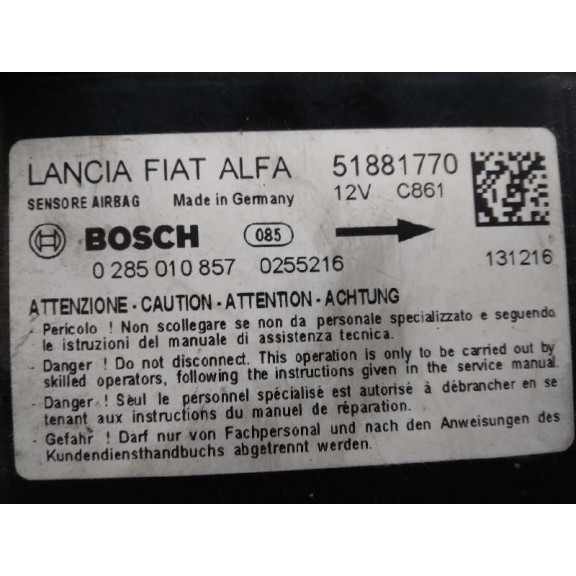 LANCIA FIAT ALFA 51881770
SENSORE AIRBAG Made in Germany 12V C861
BOSCH 085
0 285 010 857 0255216 131216
ATTENZIONE - CAUTION - ATTENTION - ACHTUNG
- Pericolo ! Non scollegare se non da personale specializzato e seguendo
le istruzioni del manuale di assistenza tecnica.
- Danger ! Do not disconnect. This operation is only to be carried out by
skilled operators, following the instructions given in the service manual.
- Danger ! Seul le personnel spécialisé est autorisé à débrancher en se
tenant aux instructions du manuel de réparation.
- Gefahr ! Darf nur von Fachpersonal und nach den Anweisungen des
Kundendiensthandbuchs abgetrennt werden.